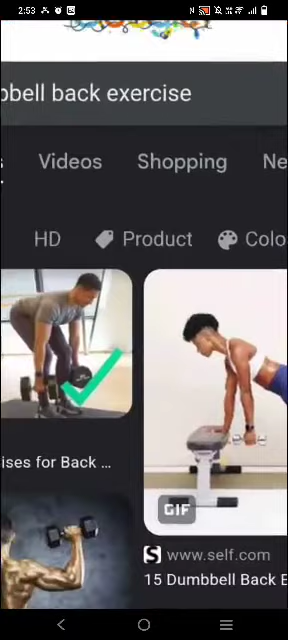 2:53
bbell back exercise
s Videos Shopping Ne
HD Product Colo
GIF
ises for Back ...
S www.self.com
15 Dumbbell Back E